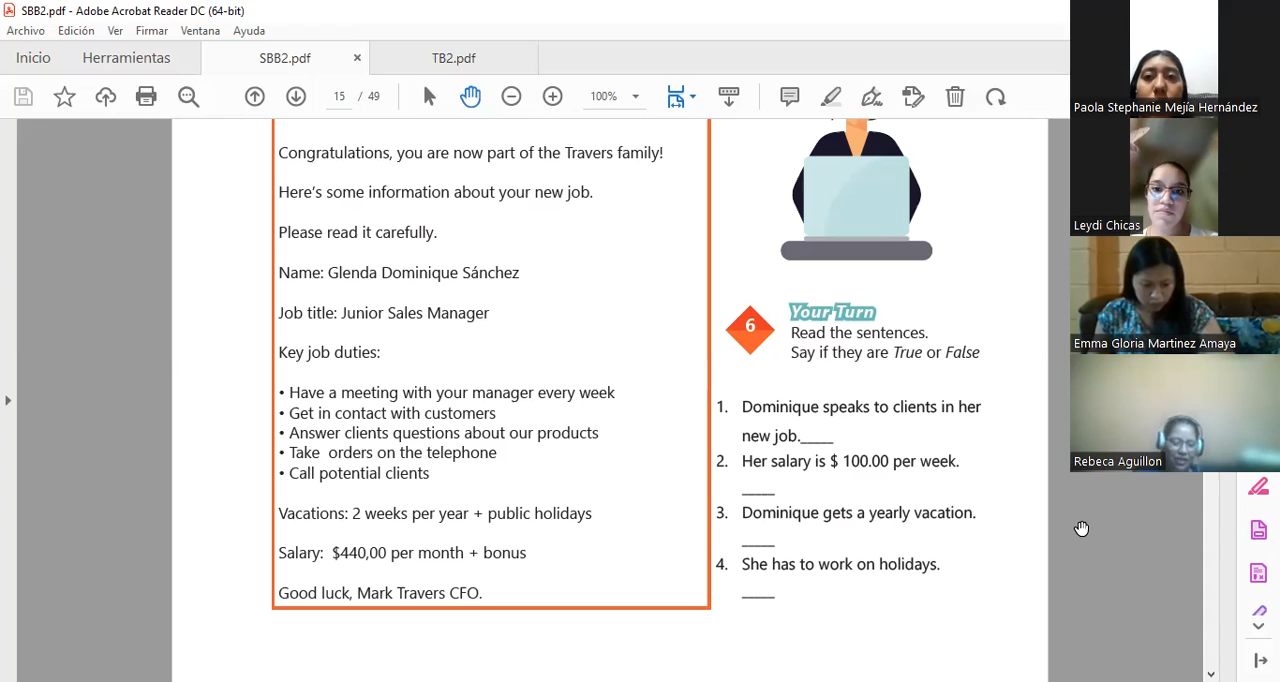 SBB2.pdf - Adobe Acrobat Reader DC (64-bit)
Archivo Edición Ver Firmar Ventana Ayuda
Inicio Herramientas SBB2.pdf × TB2.pdf
15 / 49 100%
Congratulations, you are now part of the Travers family!
Here's some information about your new job.
Please read it carefully.
Name: Glenda Dominique Sánchez
Job title: Junior Sales Manager
Key job duties:
• Have a meeting with your manager every week
• Get in contact with customers
• Answer clients questions about our products
• Take orders on the telephone
• Call potential clients
Vacations: 2 weeks per year + public holidays
Salary: $440,00 per month + bonus
Good luck, Mark Travers CFO.
6 Your Turn
Read the sentences.
Say if they are True or False
1. Dominique speaks to clients in her
new job.____
2. Her salary is $ 100.00 per week.
____
3. Dominique gets a yearly vacation.
____
4. She has to work on holidays.
____
Paola Stephanie Mejía Hernández
Leydi Chicas
Emma Gloria Martinez Amaya
Rebeca Aguillon